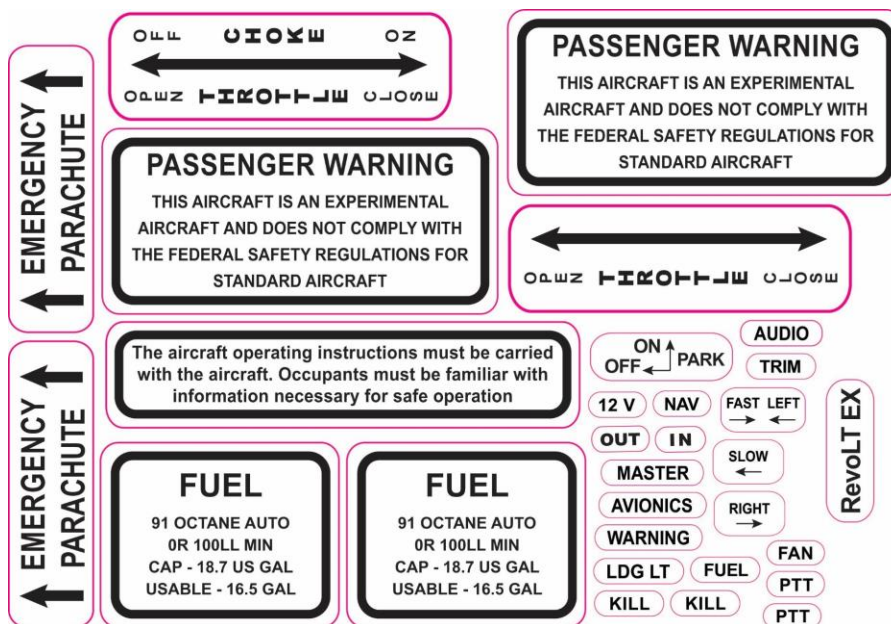 OFF CHOKE ON
OPEN THROTTLE CLOSE
EMERGENCY
PARACHUTE
PASSENGER WARNING
THIS AIRCRAFT IS AN EXPERIMENTAL
AIRCRAFT AND DOES NOT COMPLY WITH
THE FEDERAL SAFETY REGULATIONS FOR
STANDARD AIRCRAFT
PASSENGER WARNING
THIS AIRCRAFT IS AN EXPERIMENTAL
AIRCRAFT AND DOES NOT COMPLY WITH
THE FEDERAL SAFETY REGULATIONS FOR
STANDARD AIRCRAFT
OPEN THROTTLE CLOSE
The aircraft operating instructions must be carried
with the aircraft. Occupants must be familiar with
information necessary for safe operation
EMERGENCY
PARACHUTE
FUEL
91 OCTANE AUTO
0R 100LL MIN
CAP - 18.7 US GAL
USABLE - 16.5 GAL
FUEL
91 OCTANE AUTO
0R 100LL MIN
CAP - 18.7 US GAL
USABLE - 16.5 GAL
ON
OFF PARK
AUDIO
TRIM
12 V
NAV
FAST LEFT
OUT
IN
SLOW
MASTER
AVIONICS
RIGHT
WARNING
RevoLT EX
LDG LT
FUEL
FAN
KILL
KILL
PTT
PTT